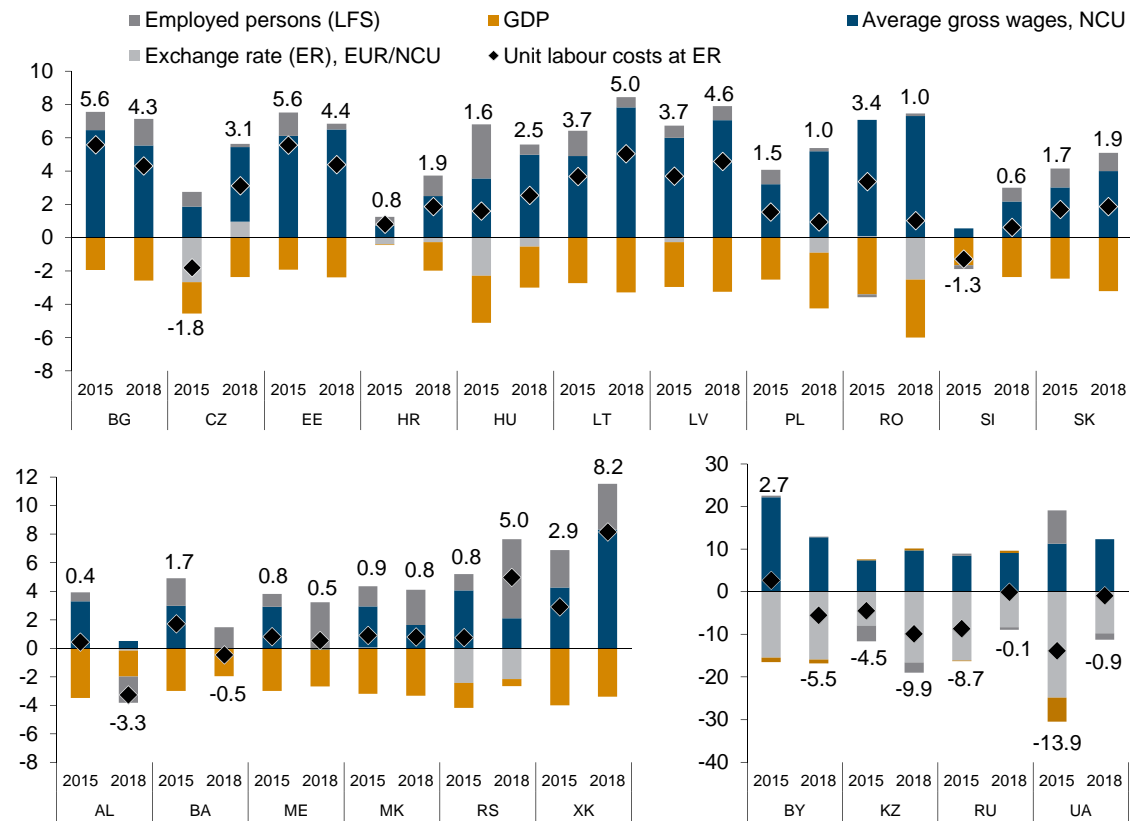 Employed persons (LFS) GDP Average gross wages, NCU
Exchange rate (ER), EUR/NCU Unit labour costs at ER
10
8
6
4
2
0
-2
-4
-6
-8
5.6 4.3 -1.8 3.1 5.6 4.4 0.8 1.9 1.6 2.5 3.7 5.0 3.7 4.6 1.5 1.0 3.4 1.0 -1.3 0.6 1.7 1.9
2015 2018 2015 2018 2015 2018 2015 2018 2015 2018 2015 2018 2015 2018 2015 2018 2015 2018 2015 2018 2015 2018
BG CZ EE HR HU LT LV PL RO SI SK
12
10
8
6
4
2
0
-2
-4
-6
-8
0.4 -3.3 1.7 -0.5 0.8 0.5 0.9 0.8 0.8 5.0 2.9 8.2
2015 2018 2015 2018 2015 2018 2015 2018 2015 2018 2015 2018
AL BA ME MK RS XK
30
20
10
0
-10
-20
-30
-40
2.7 -5.5 -4.5 -9.9 -8.7 -0.1 -13.9 -0.9
2015 2018 2015 2018 2015 2018 2015 2018
BY KZ RU UA